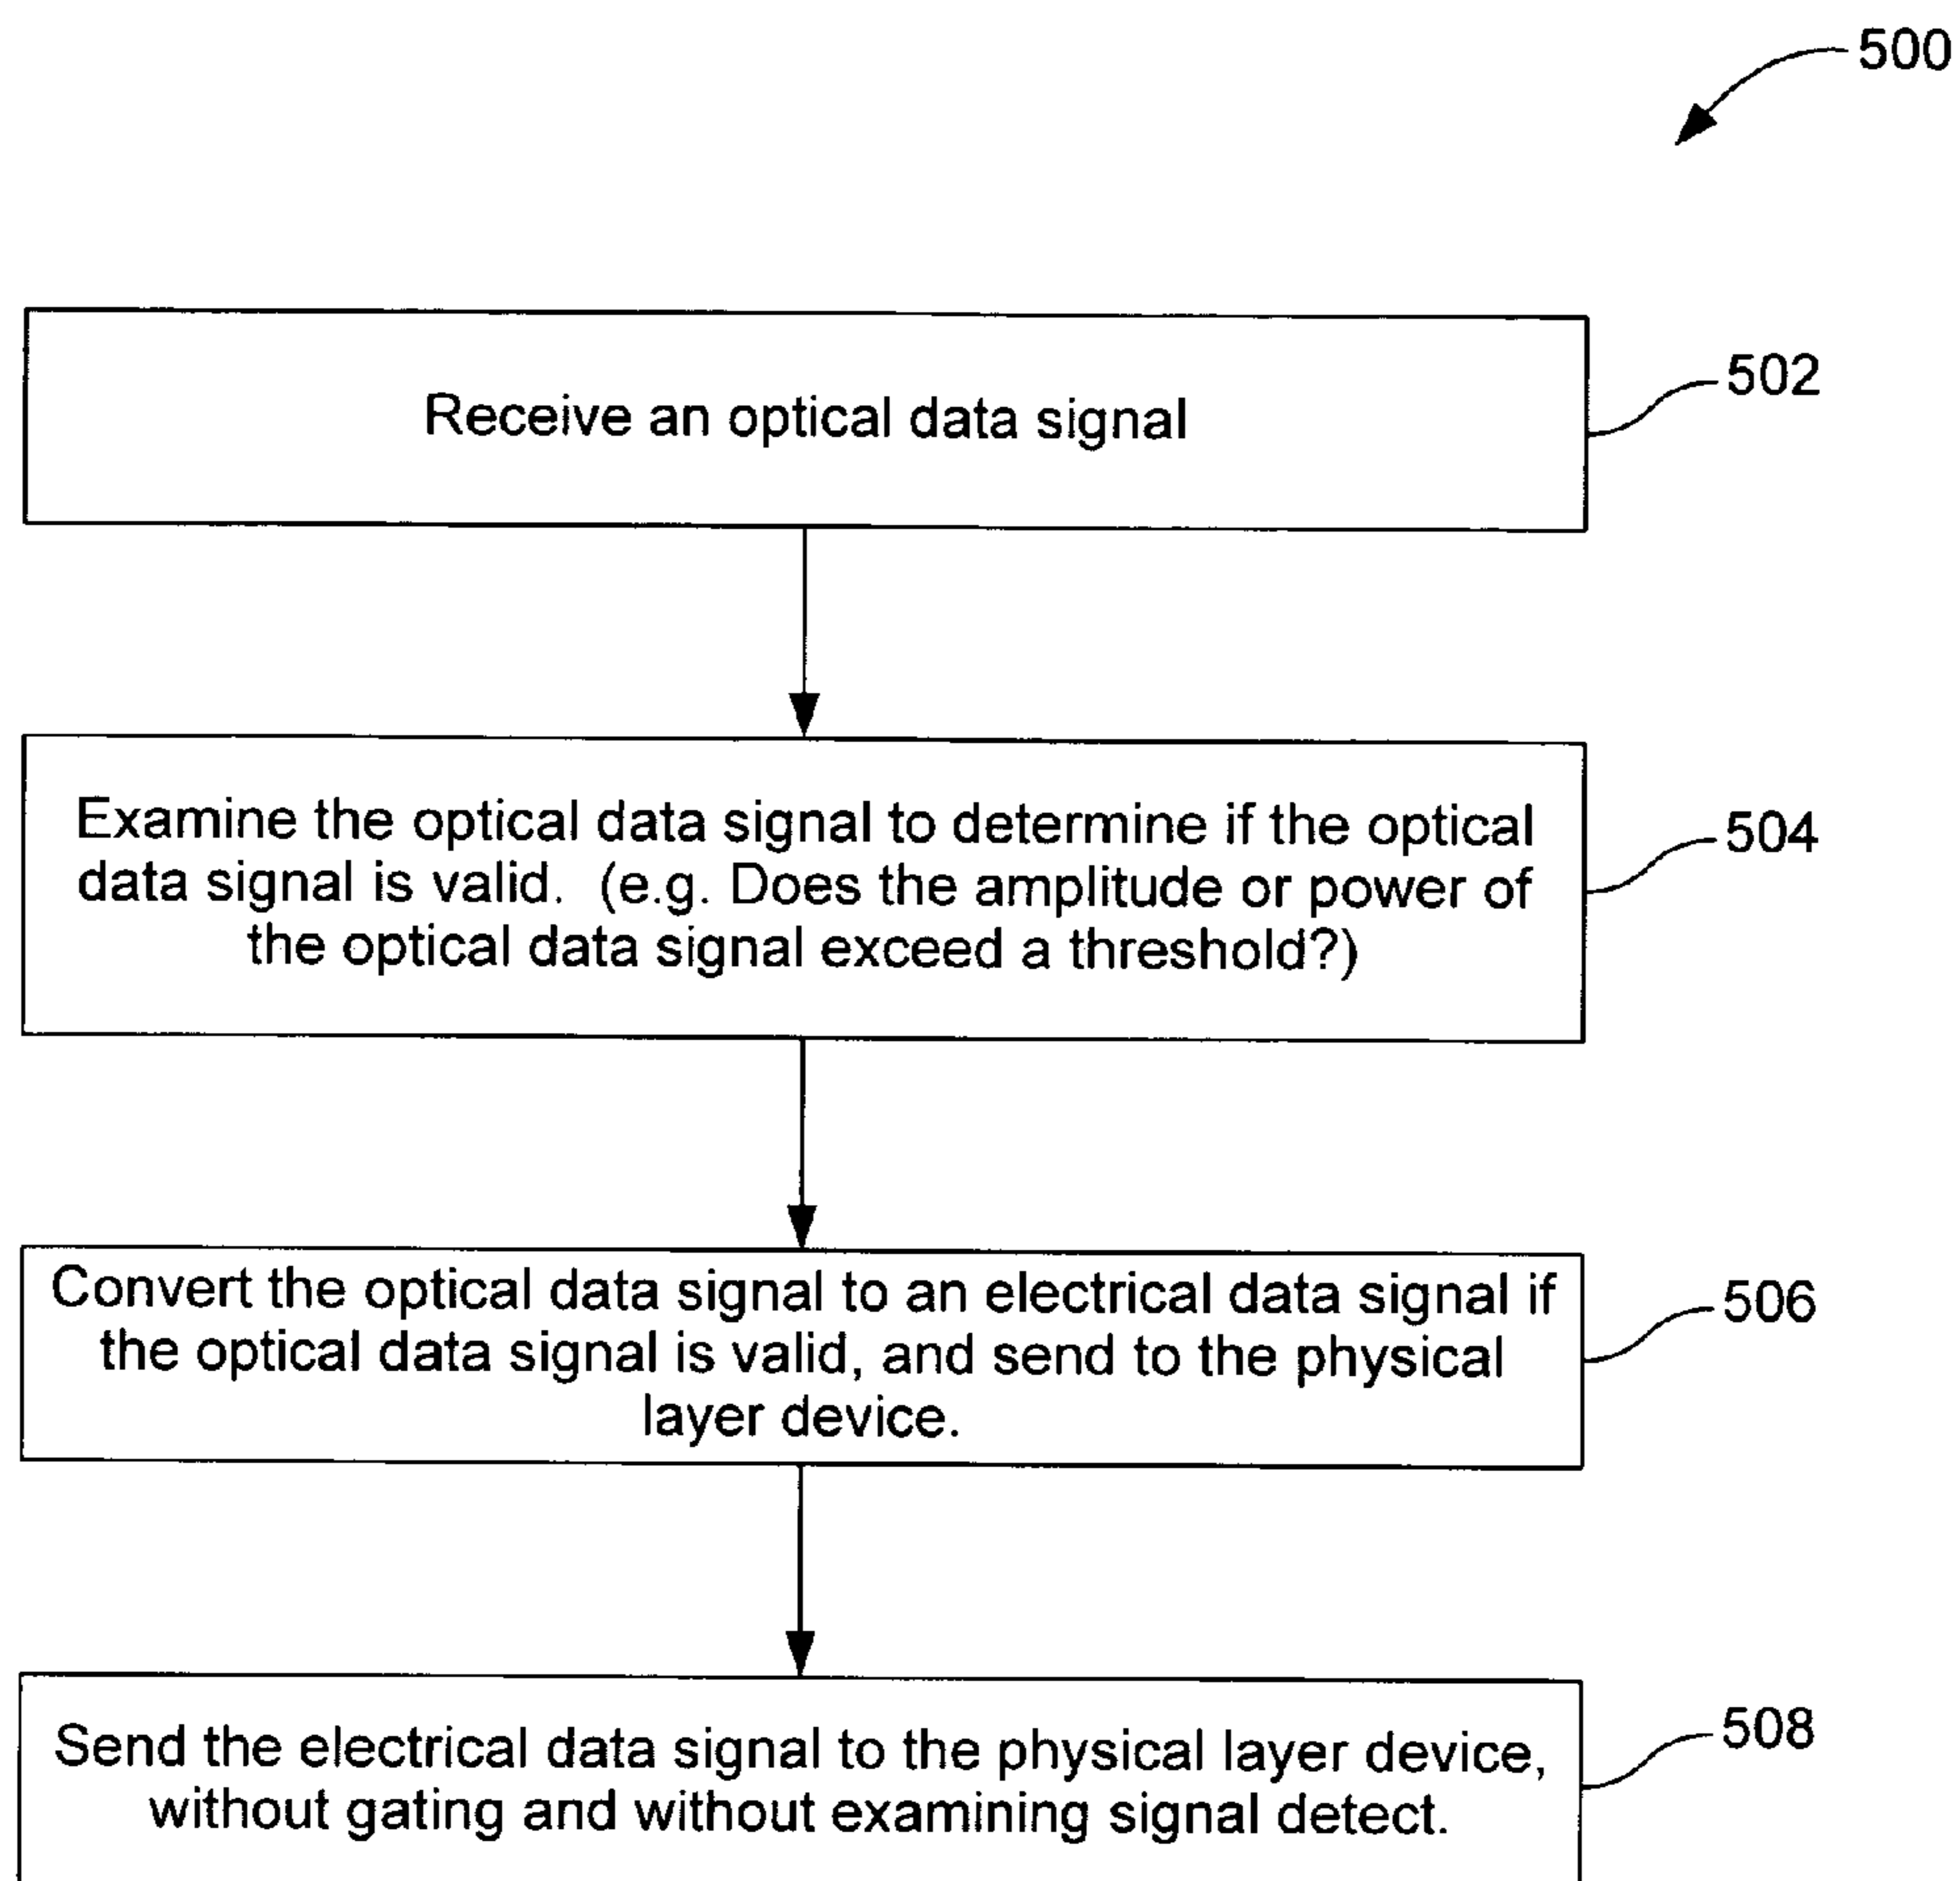 500
Receive an optical data signal
502
Examine the optical data signal to determine if the optical
data signal is valid. (e.g. Does the amplitude or power of
the optical data signal exceed a threshold?)
504
Convert the optical data signal to an electrical data signal if
the optical data signal is valid, and send to the physical
layer device.
506
Send the electrical data signal to the physical layer device,
without gating and without examining signal detect.
508